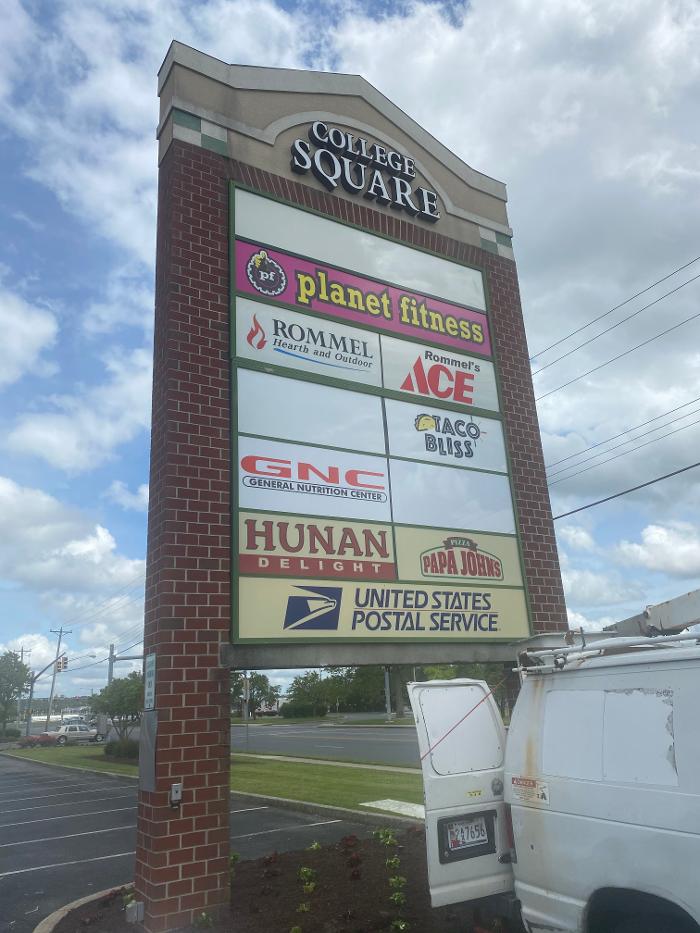 COLLEGE
SQUARE
pf planet fitness
ROMMEL
Hearth and Outdoor
Rommel's
ACE
TACO
BLISS
GNC
GENERAL NUTRITION CENTER
HUNAN
DELIGHT
PIZZA
PAPA JOHNS
UNITED STATES
POSTAL SERVICE
DANGER